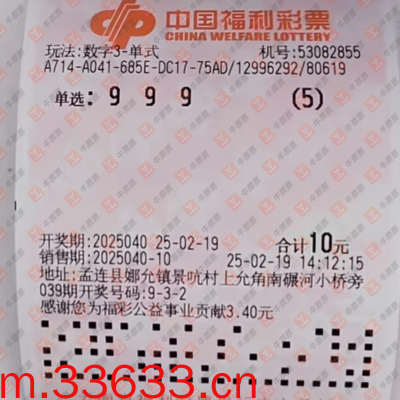 中国福利彩票
CHINA WELFARE LOTTERY
玩法:数字3-单式 机号:53082855
A714-A041-685E-DC17-75AD/12996292/80619
单选: 9 9 9 (5)
开奖期:2025040 25-02-19 合计10元
销售期:2025040-10 25-02-19 14:12:15
地址:孟连县娜允镇景吭村上允角南碾河小桥旁
039期开奖号码:9-3-2
感谢您为福彩公益事业贡献3.40元
m.33633.cn